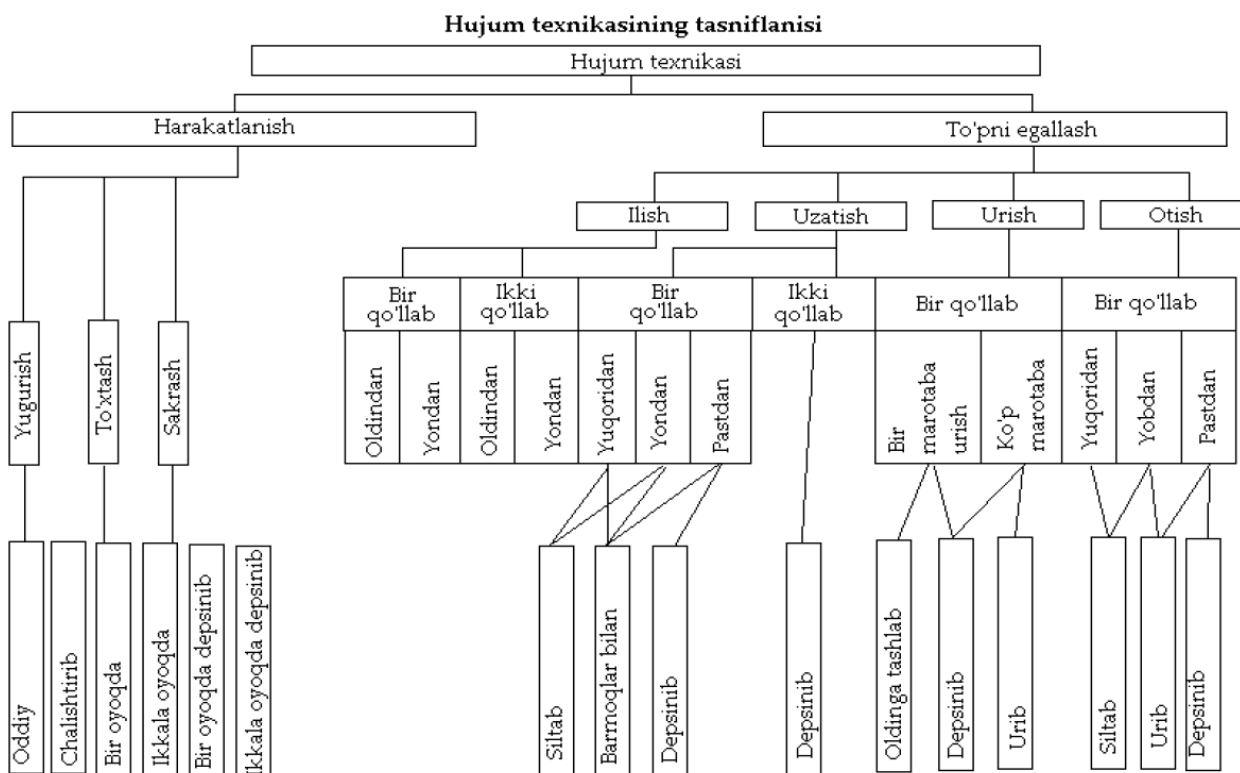 Hujum texnikasining tasniflanisi
Hujum texnikasi
Harakatlanish
To'pni egallash
Ilish
Uzatish
Urish
Otish
Bir
qo'llab
Ikki
qo'llab
Bir
qo'llab
Ikki
qo'llab
Bir qo'llab
Bir qo'llab
Yugurish
To'xtash
Sakrash
Oldindan
Yondan
Oldindan
Yondan
Yuqoridan
Yondan
Pastdan
Bir
marotaba
urish
Ko'p
marotaba
Yuqoridan
Yobdan
Pastdan
Oddiy
Chalishtirib
Bir oyoqda
Ikkala oyoqda
Bir oyoqda depsinib
Ikkala oyoqda depsinib
Siltab
Barmoqlar bilan
Depsinib
Depsinib
Oldinga tashlab
Depsinib
Urib
Siltab
Urib
Depsinib